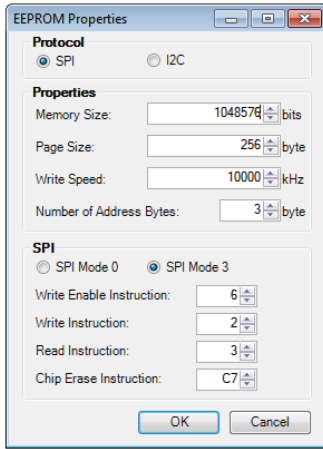 EEPROM Properties
Protocol
SPI I2C
Properties
Memory Size: 1048576 bits
Page Size: 256 byte
Write Speed: 10000 kHz
Number of Address Bytes: 3 byte
SPI
SPI Mode 0 SPI Mode 3
Write Enable Instruction: 6
Write Instruction: 2
Read Instruction: 3
Chip Erase Instruction: C7
OK Cancel